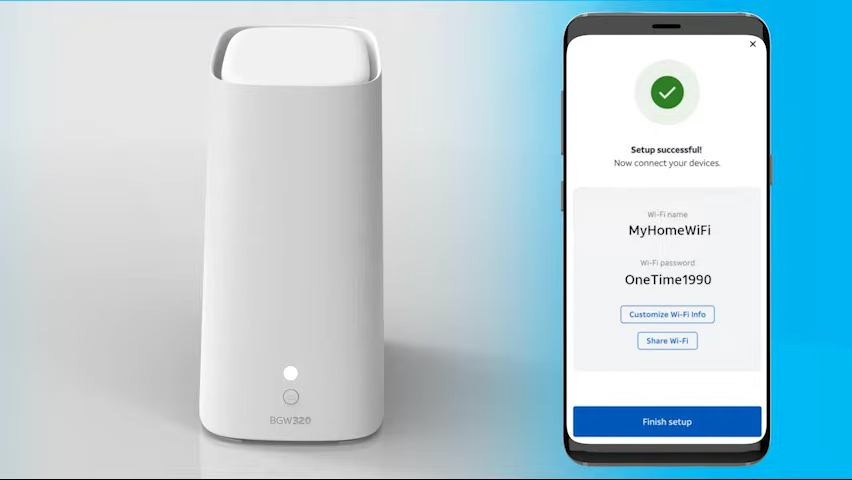 BGW320
Setup successful!
Now connect your devices.
Wi-Fi name
MyHomeWiFi
Wi-Fi password
OneTime1990
Customize Wi-Fi Info
Share Wi-Fi
Finish setup